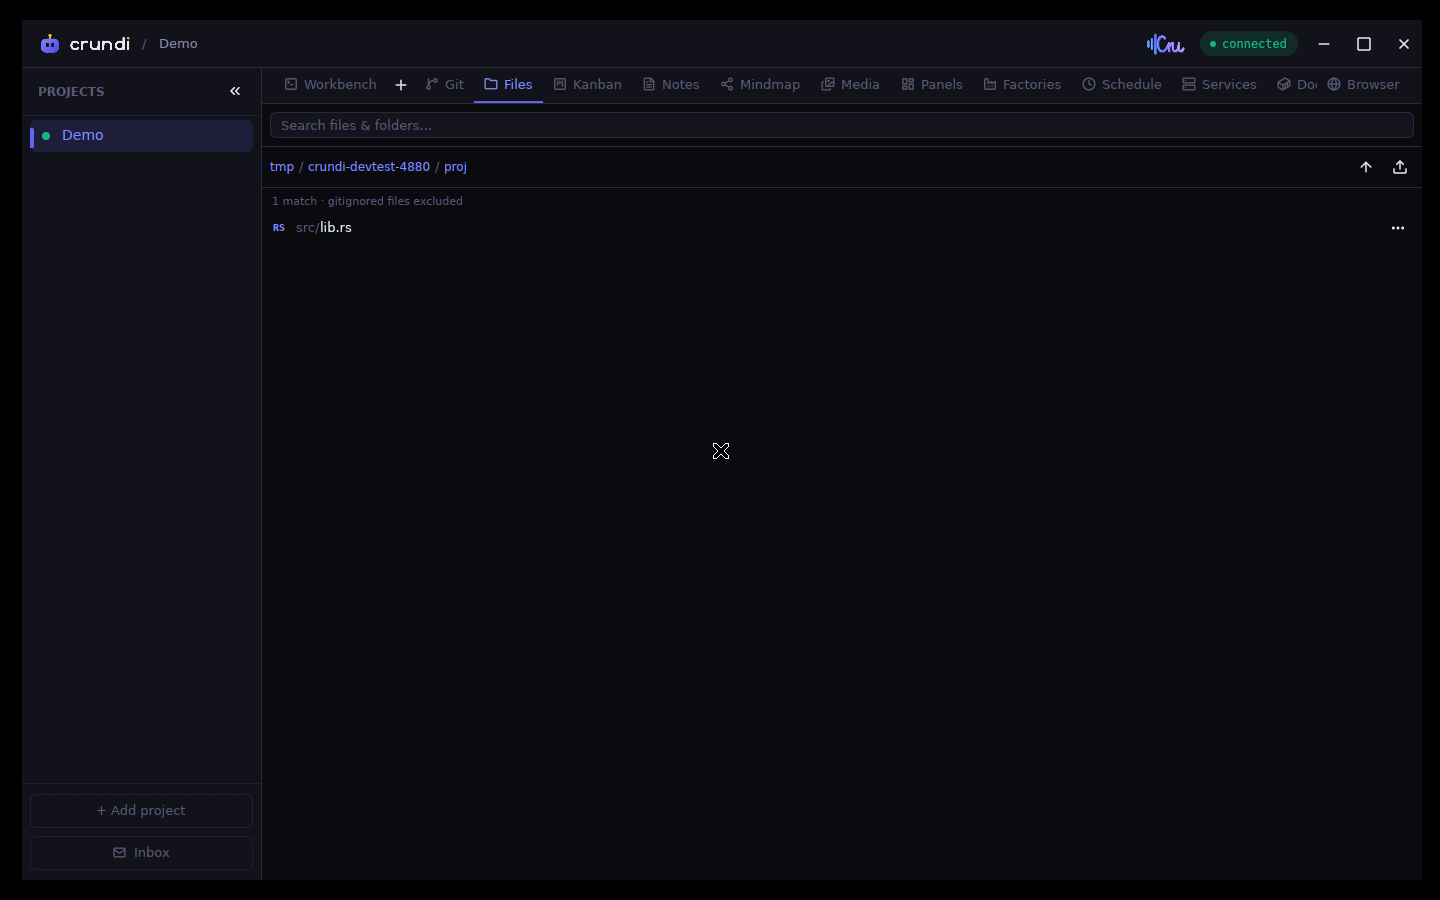 crundi / Demo
Cru
connected
PROJECTS
Workbench
Git
Files
Kanban
Notes
Mindmap
Media
Panels
Factories
Schedule
Services
Browser
Demo
Search files & folders...
tmp / crundi-devtest-4880 / proj
1 match · gitignored files excluded
RS src/lib.rs
+ Add project
Inbox